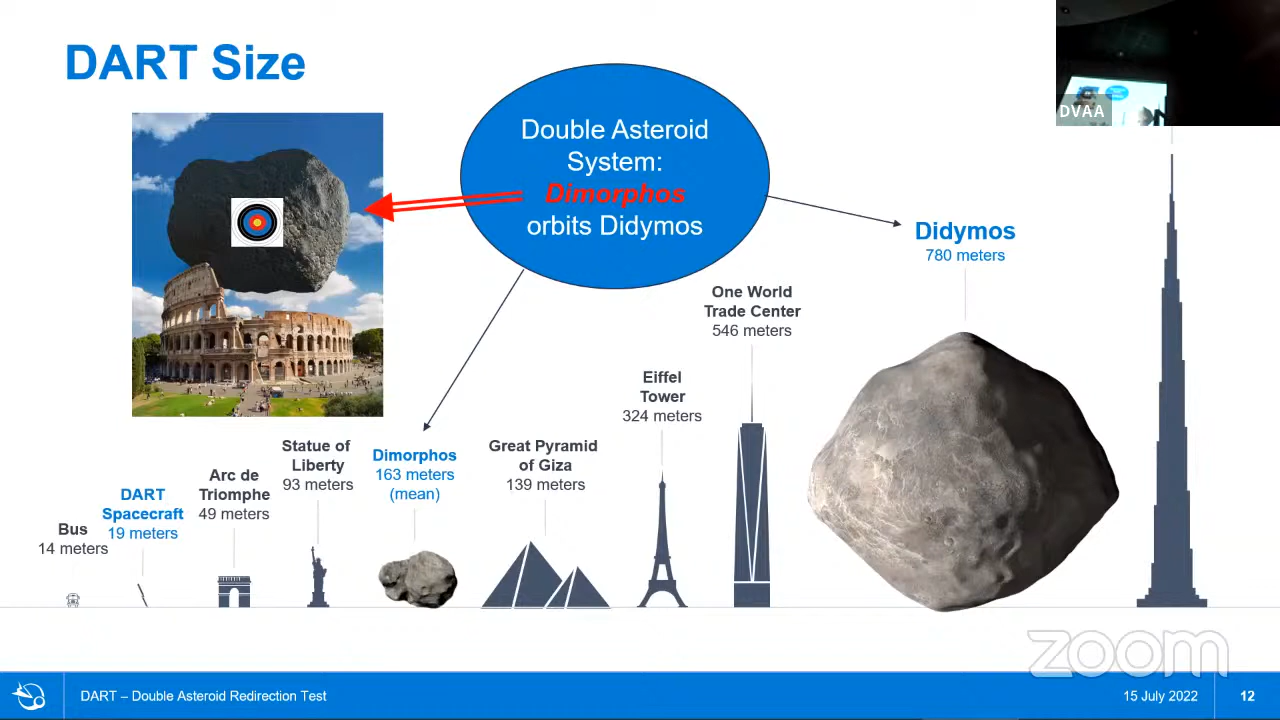 DART Size
DVAA
Double Asteroid
System:
Dimorphos
orbits Didymos
Didymos
780 meters
One World
Trade Center
546 meters
Eiffel
Tower
324 meters
Great Pyramid
of Giza
139 meters
Dimorphos
163 meters
(mean)
Statue of
Liberty
93 meters
Arc de
Triomphe
49 meters
DART
Spacecraft
19 meters
Bus
14 meters
zoom
DART – Double Asteroid Redirection Test
15 July 2022
12